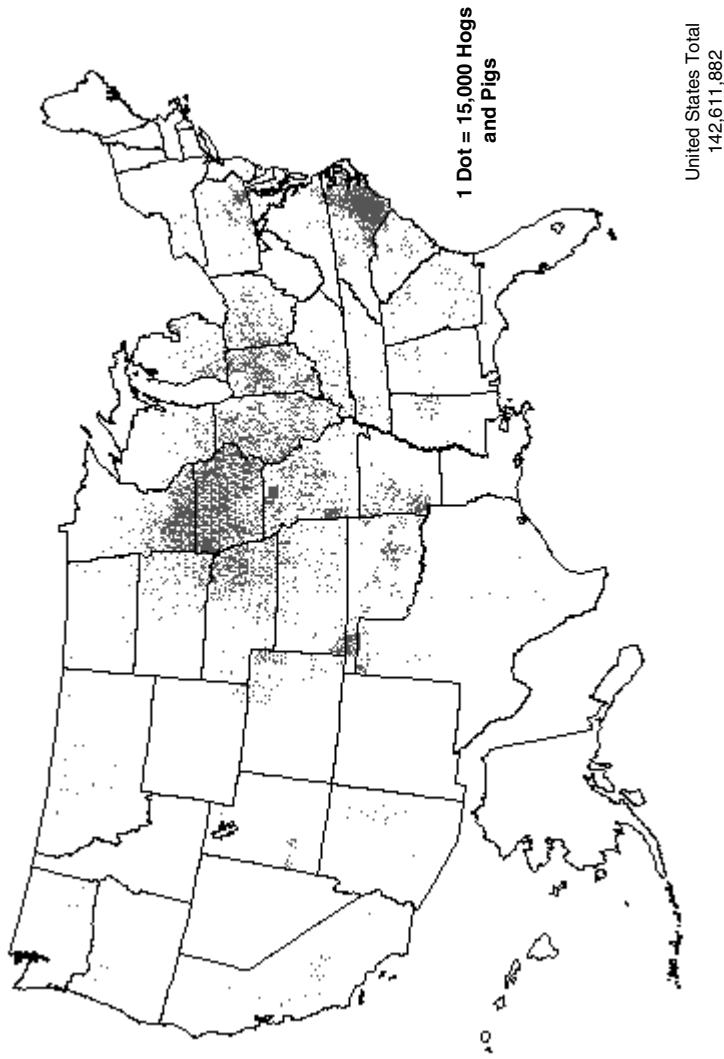 1 Dot = 15,000 Hogs
and Pigs
United States Total
142,611,882